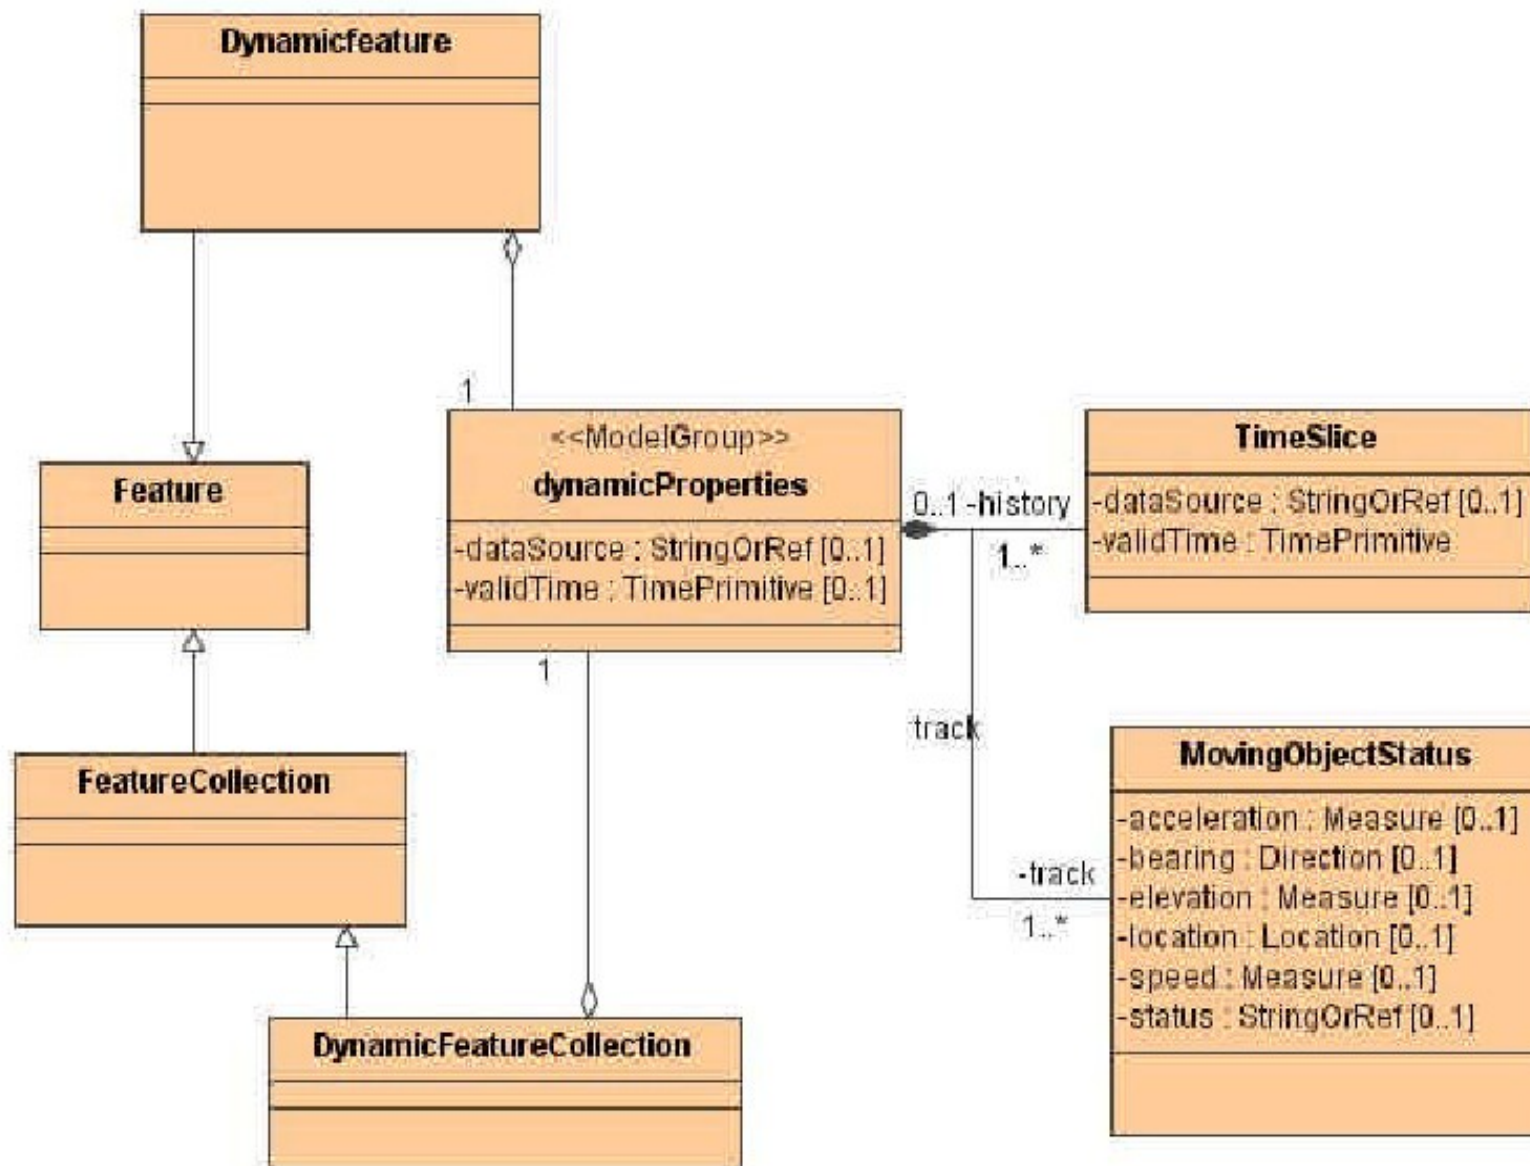 Dynamicfeature
1
<<ModelGroup>>
dynamicProperties
-dataSource : StringOrRef [0..1]
-validTime : TimePrimitive [0..1]
1
0..1 -history
1..*
TimeSlice
-dataSource : StringOrRef [0..1]
-validTime : TimePrimitive
Feature
track
-track
1..*
MovingObjectStatus
-acceleration : Measure [0..1]
-bearing : Direction [0..1]
-elevation : Measure [0..1]
-location : Location [0..1]
-speed : Measure [0..1]
-status : StringOrRef [0..1]
FeatureCollection
DynamicFeatureCollection